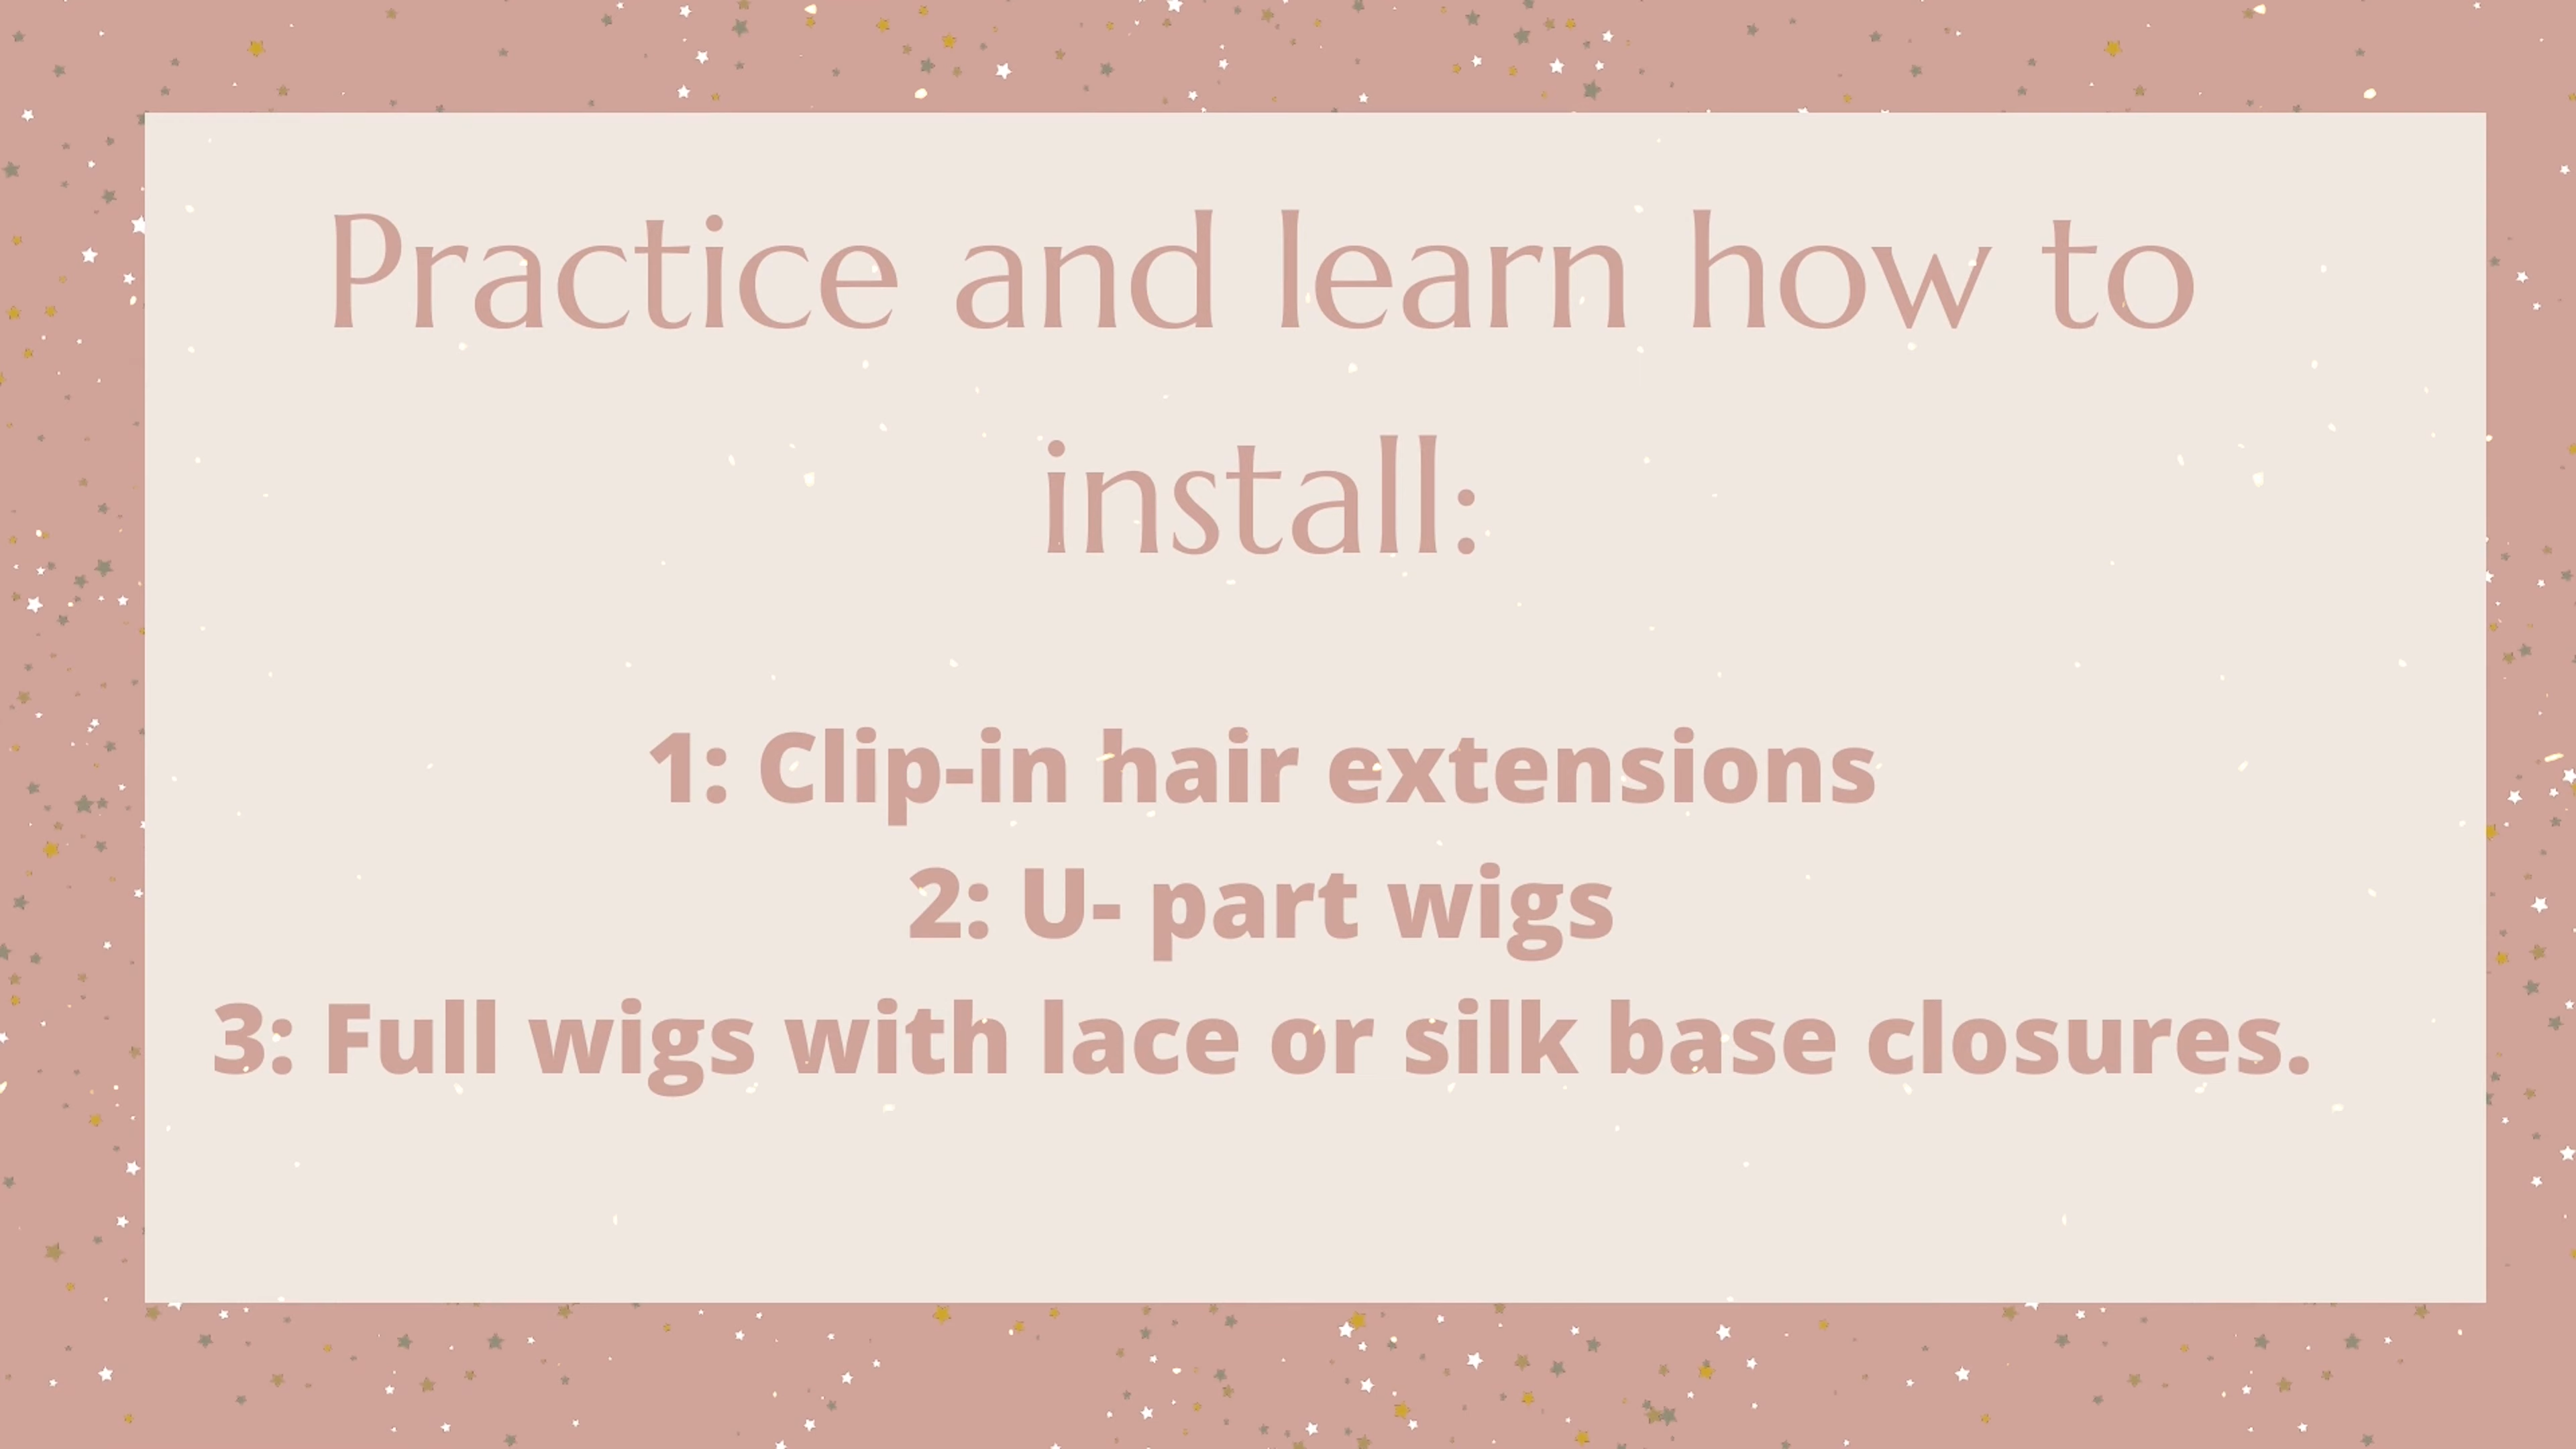 Practice and learn how to
install:
1: Clip-in hair extensions
2: U- part wigs
3: Full wigs with lace or silk base closures.